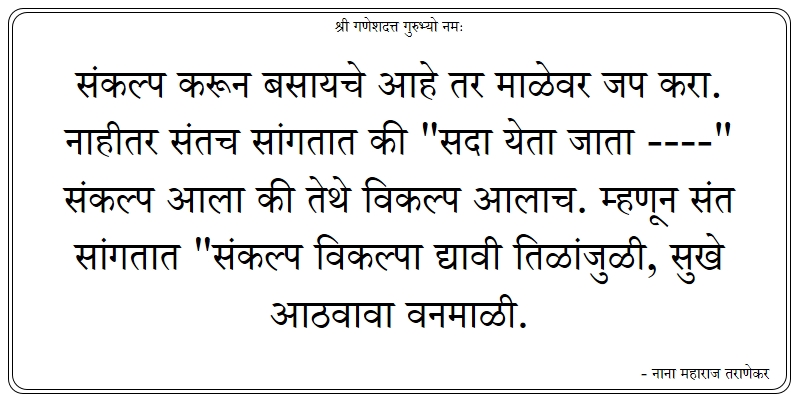 श्री गणेशदत्त गुरुभ्यो नमः
संकल्प करून बसायचे आहे तर माळेवर जप करा.
नाहीतर संतच सांगतात की "सदा येता जाता ----"
संकल्प आला की तेथे विकल्प आलाच. म्हणून संत
सांगतात "संकल्प विकल्पा द्यावी तिळांजुळी, सुखे
आठवावा वनमाळी.
- नाना महाराज तराणेकर